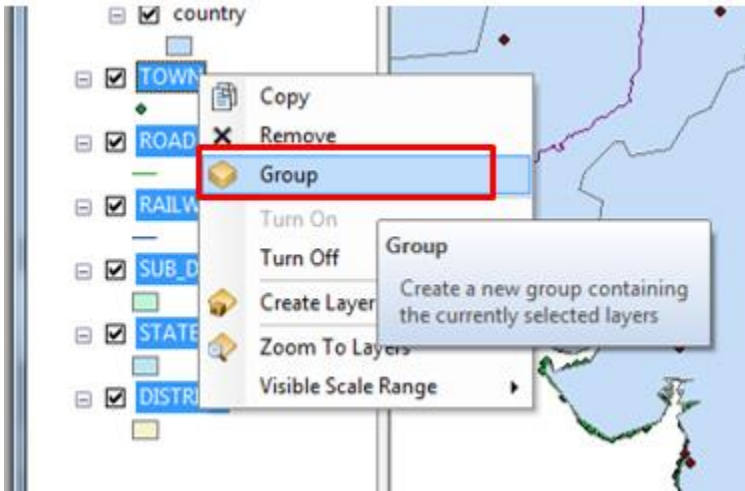 country
TOWN
Copy
Remove
ROAD
Group
RAILW
Turn On
Turn Off
Group
Create a new group containing
the currently selected layers
SUB_D
Create Layer
STATE
Zoom To Layers
Visible Scale Range
DISTRI